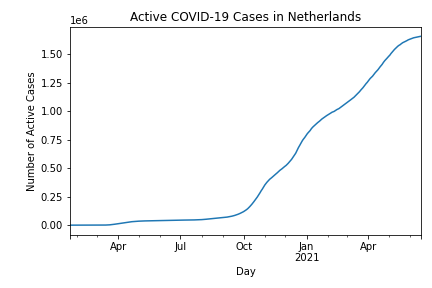 Active COVID-19 Cases in Netherlands
1e6
Number of Active Cases
1.50
1.25
1.00
0.75
0.50
0.25
0.00
Apr
Jul
Oct
Jan
2021
Apr
Day